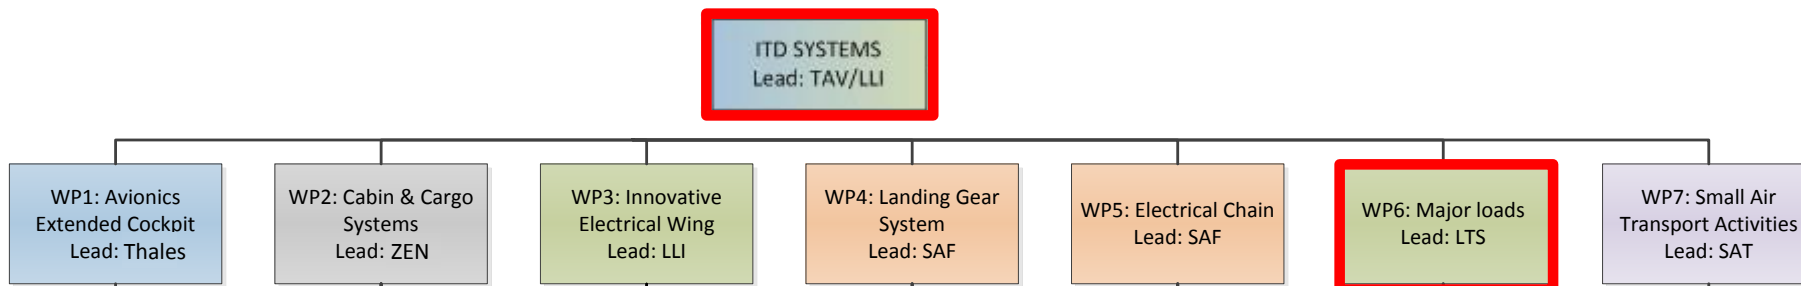 ITD SYSTEMS
Lead: TAV/LLI
WP1: Avionics
Extended Cockpit
Lead: Thales
WP2: Cabin & Cargo
Systems
Lead: ZEN
WP3: Innovative
Electrical Wing
Lead: LLI
WP4: Landing Gear
System
Lead: SAF
WP5: Electrical Chain
Lead: SAF
WP6: Major loads
Lead: LTS
WP7: Small Air
Transport Activities
Lead: SAT